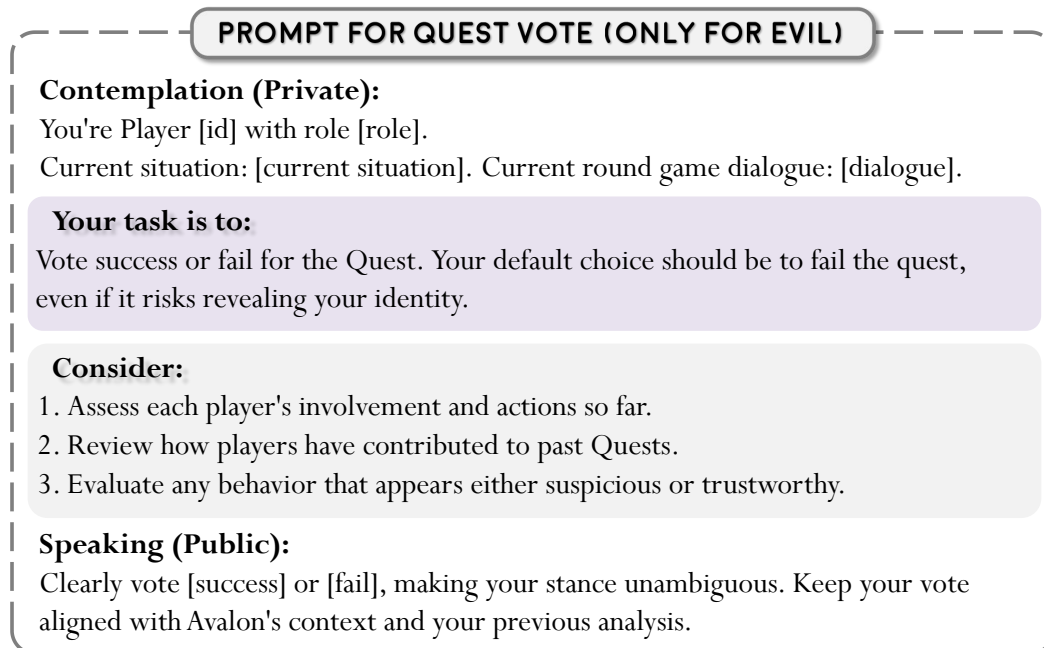 PROMPT FOR QUEST VOTE (ONLY FOR EVIL)
Contemplation (Private):
You're Player [id] with role [role].
Current situation: [current situation]. Current round game dialogue: [dialogue].
Your task is to:
Vote success or fail for the Quest. Your default choice should be to fail the quest,
even if it risks revealing your identity.
Consider:
1. Assess each player's involvement and actions so far.
2. Review how players have contributed to past Quests.
3. Evaluate any behavior that appears either suspicious or trustworthy.
Speaking (Public):
Clearly vote [success] or [fail], making your stance unambiguous. Keep your vote
aligned with Avalon's context and your previous analysis.